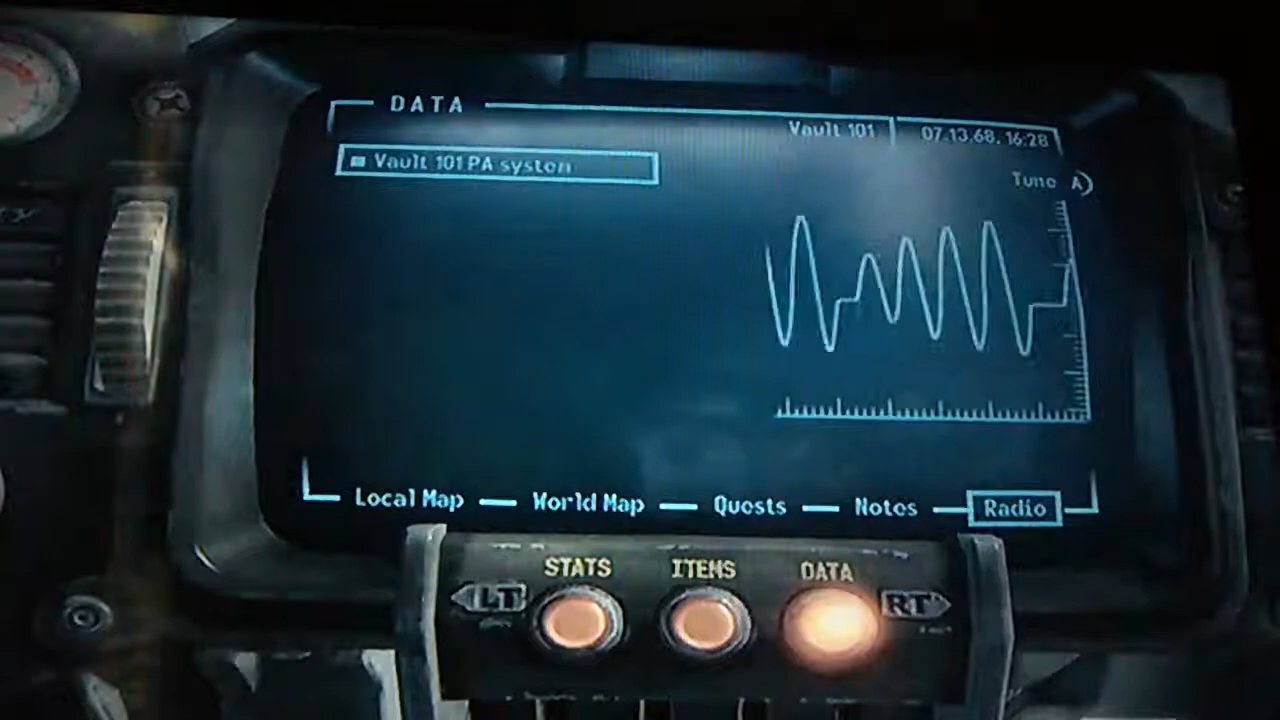 DATA
Vault 101
07.13.68, 16:28
Vault 101 PA system
Tune A)
Local Map
World Map
Quests
Notes
Radio
STATS
ITEMS
DATA
LT
RT